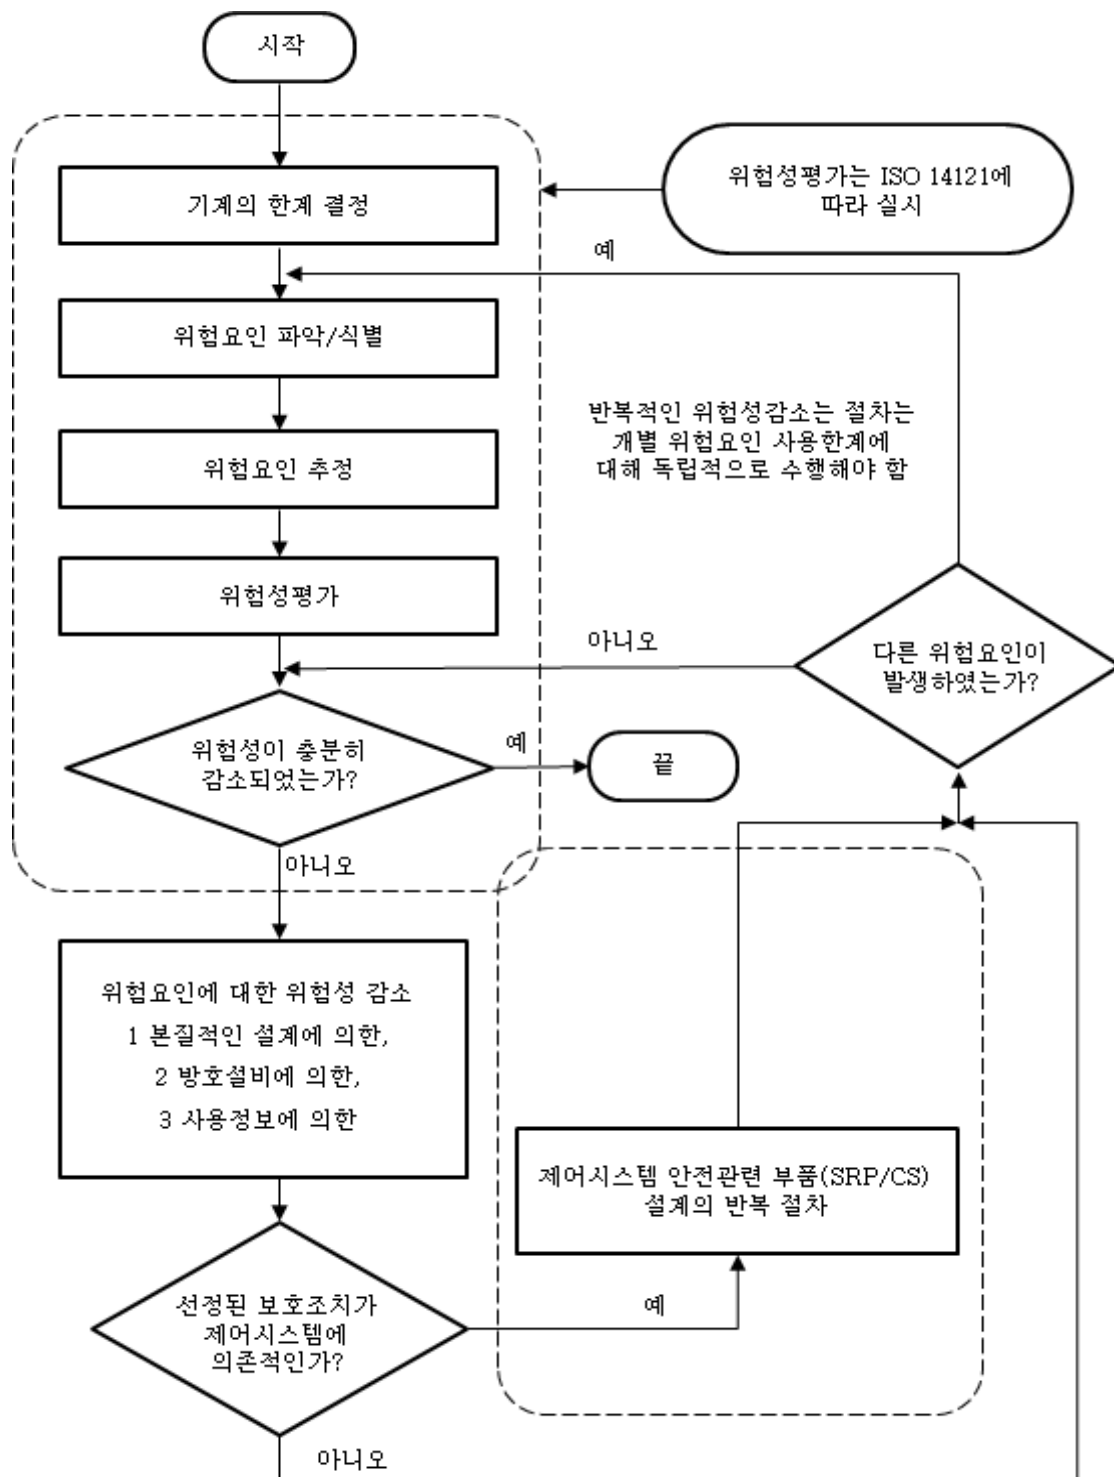 시작
기계의 한계 결정
위험성평가는 ISO 14121에
따라 실시
예
위험요인 파악/식별
반복적인 위험성감소는 절차는
개별 위험요인 사용한계에
대해 독립적으로 수행해야 함
위험요인 추정
위험성평가
아니오
다른 위험요인이
발생하였는가?
위험성이 충분히
감소되었는가?
예
끝
아니오
위험요인에 대한 위험성 감소
1 본질적인 설계에 의한,
2 방호설비에 의한,
3 사용정보에 의한
제어시스템 안전관련 부품(SRP/CS)
설계의 반복 절차
선정된 보호조치가
제어시스템에
의존적인가?
예
아니오